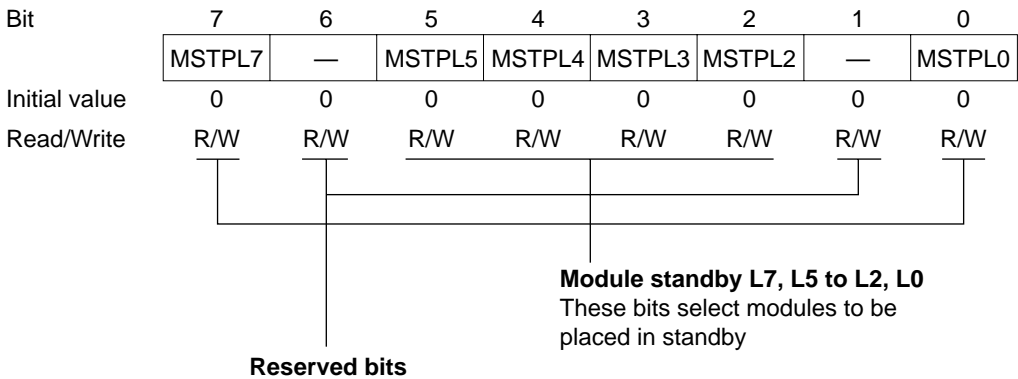 Bit 7 6 5 4 3 2 1 0
MSTPL7 — MSTPL5 MSTPL4 MSTPL3 MSTPL2 — MSTPL0
Initial value 0 0 0 0 0 0 0 0
Read/Write R/W R/W R/W R/W R/W R/W R/W R/W
Module standby L7, L5 to L2, L0
These bits select modules to be
placed in standby
Reserved bits